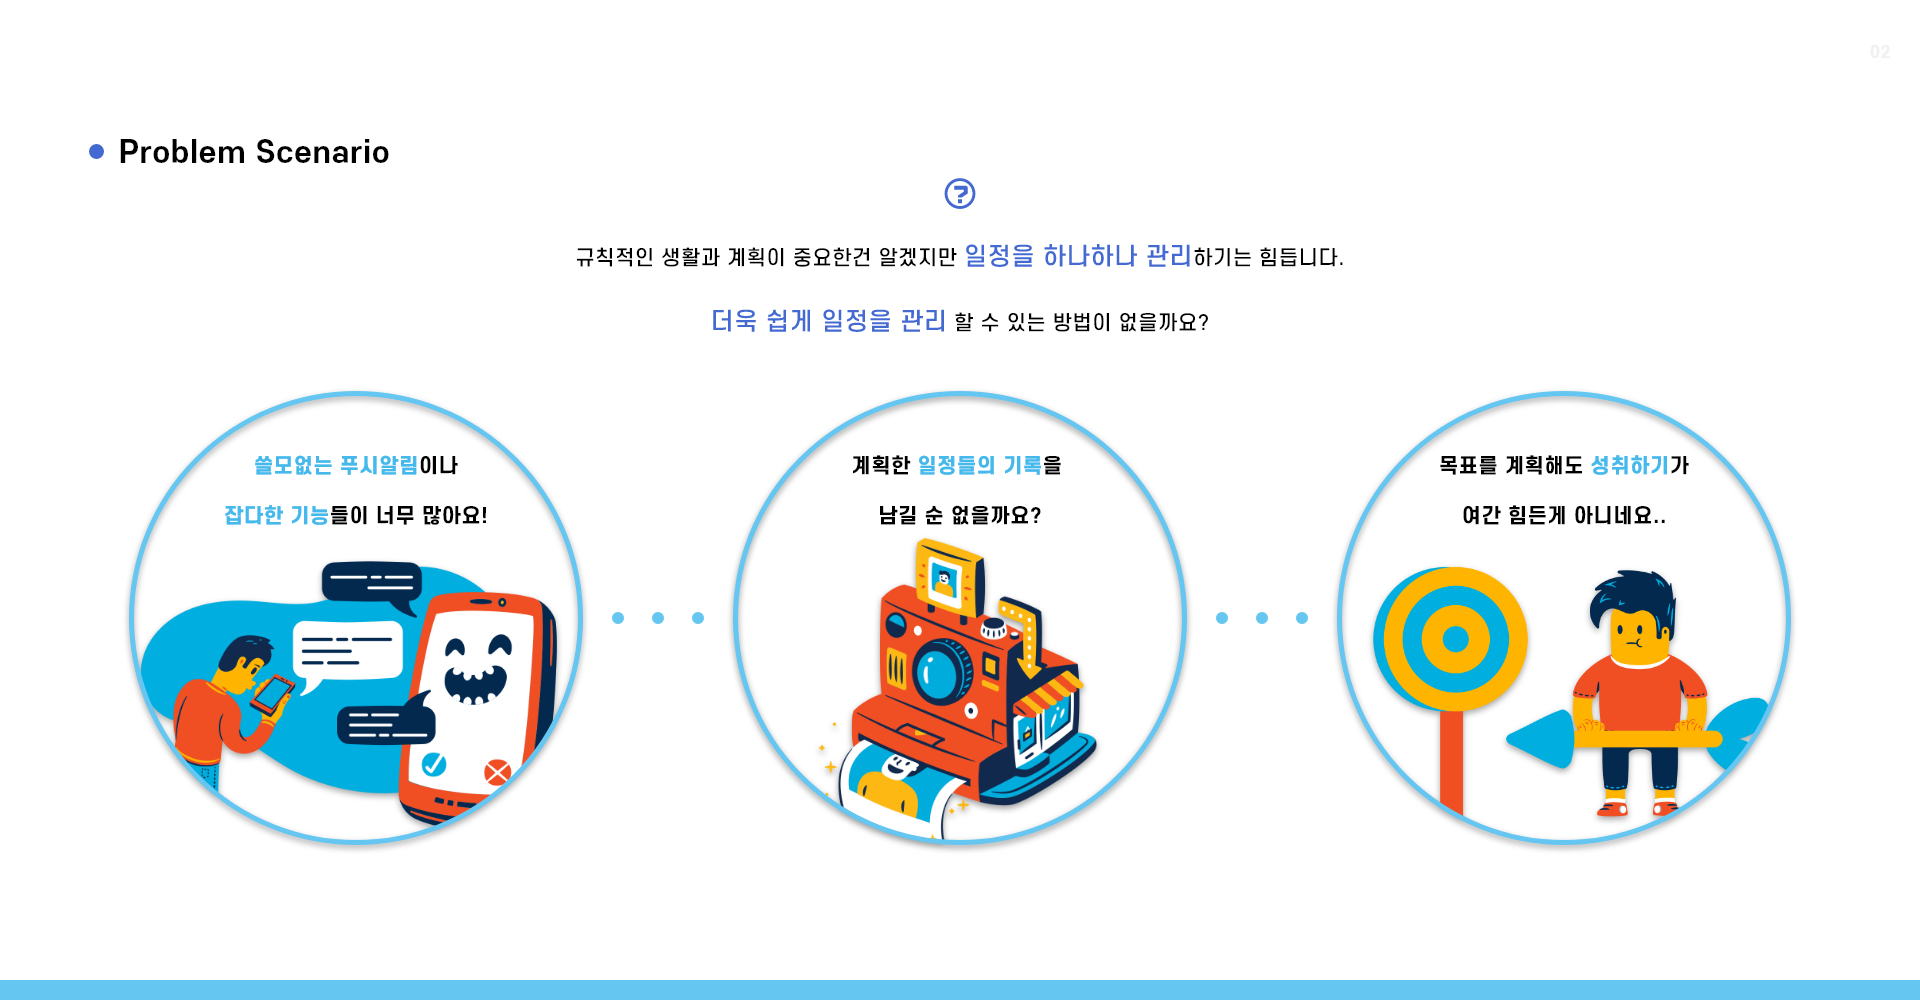 02
Problem Scenario
?
규칙적인 생활과 계획이 중요한건 알겠지만 일정을 하나하나 관리하기는 힘듭니다.
더욱 쉽게 일정을 관리 할 수 있는 방법이 없을까요?
쓸모없는 푸시알림이나
잡다한 기능들이 너무 많아요!
계획한 일정들의 기록을
남길 순 없을까요?
목표를 계획해도 성취하기가
여간 힘든게 아니네요..